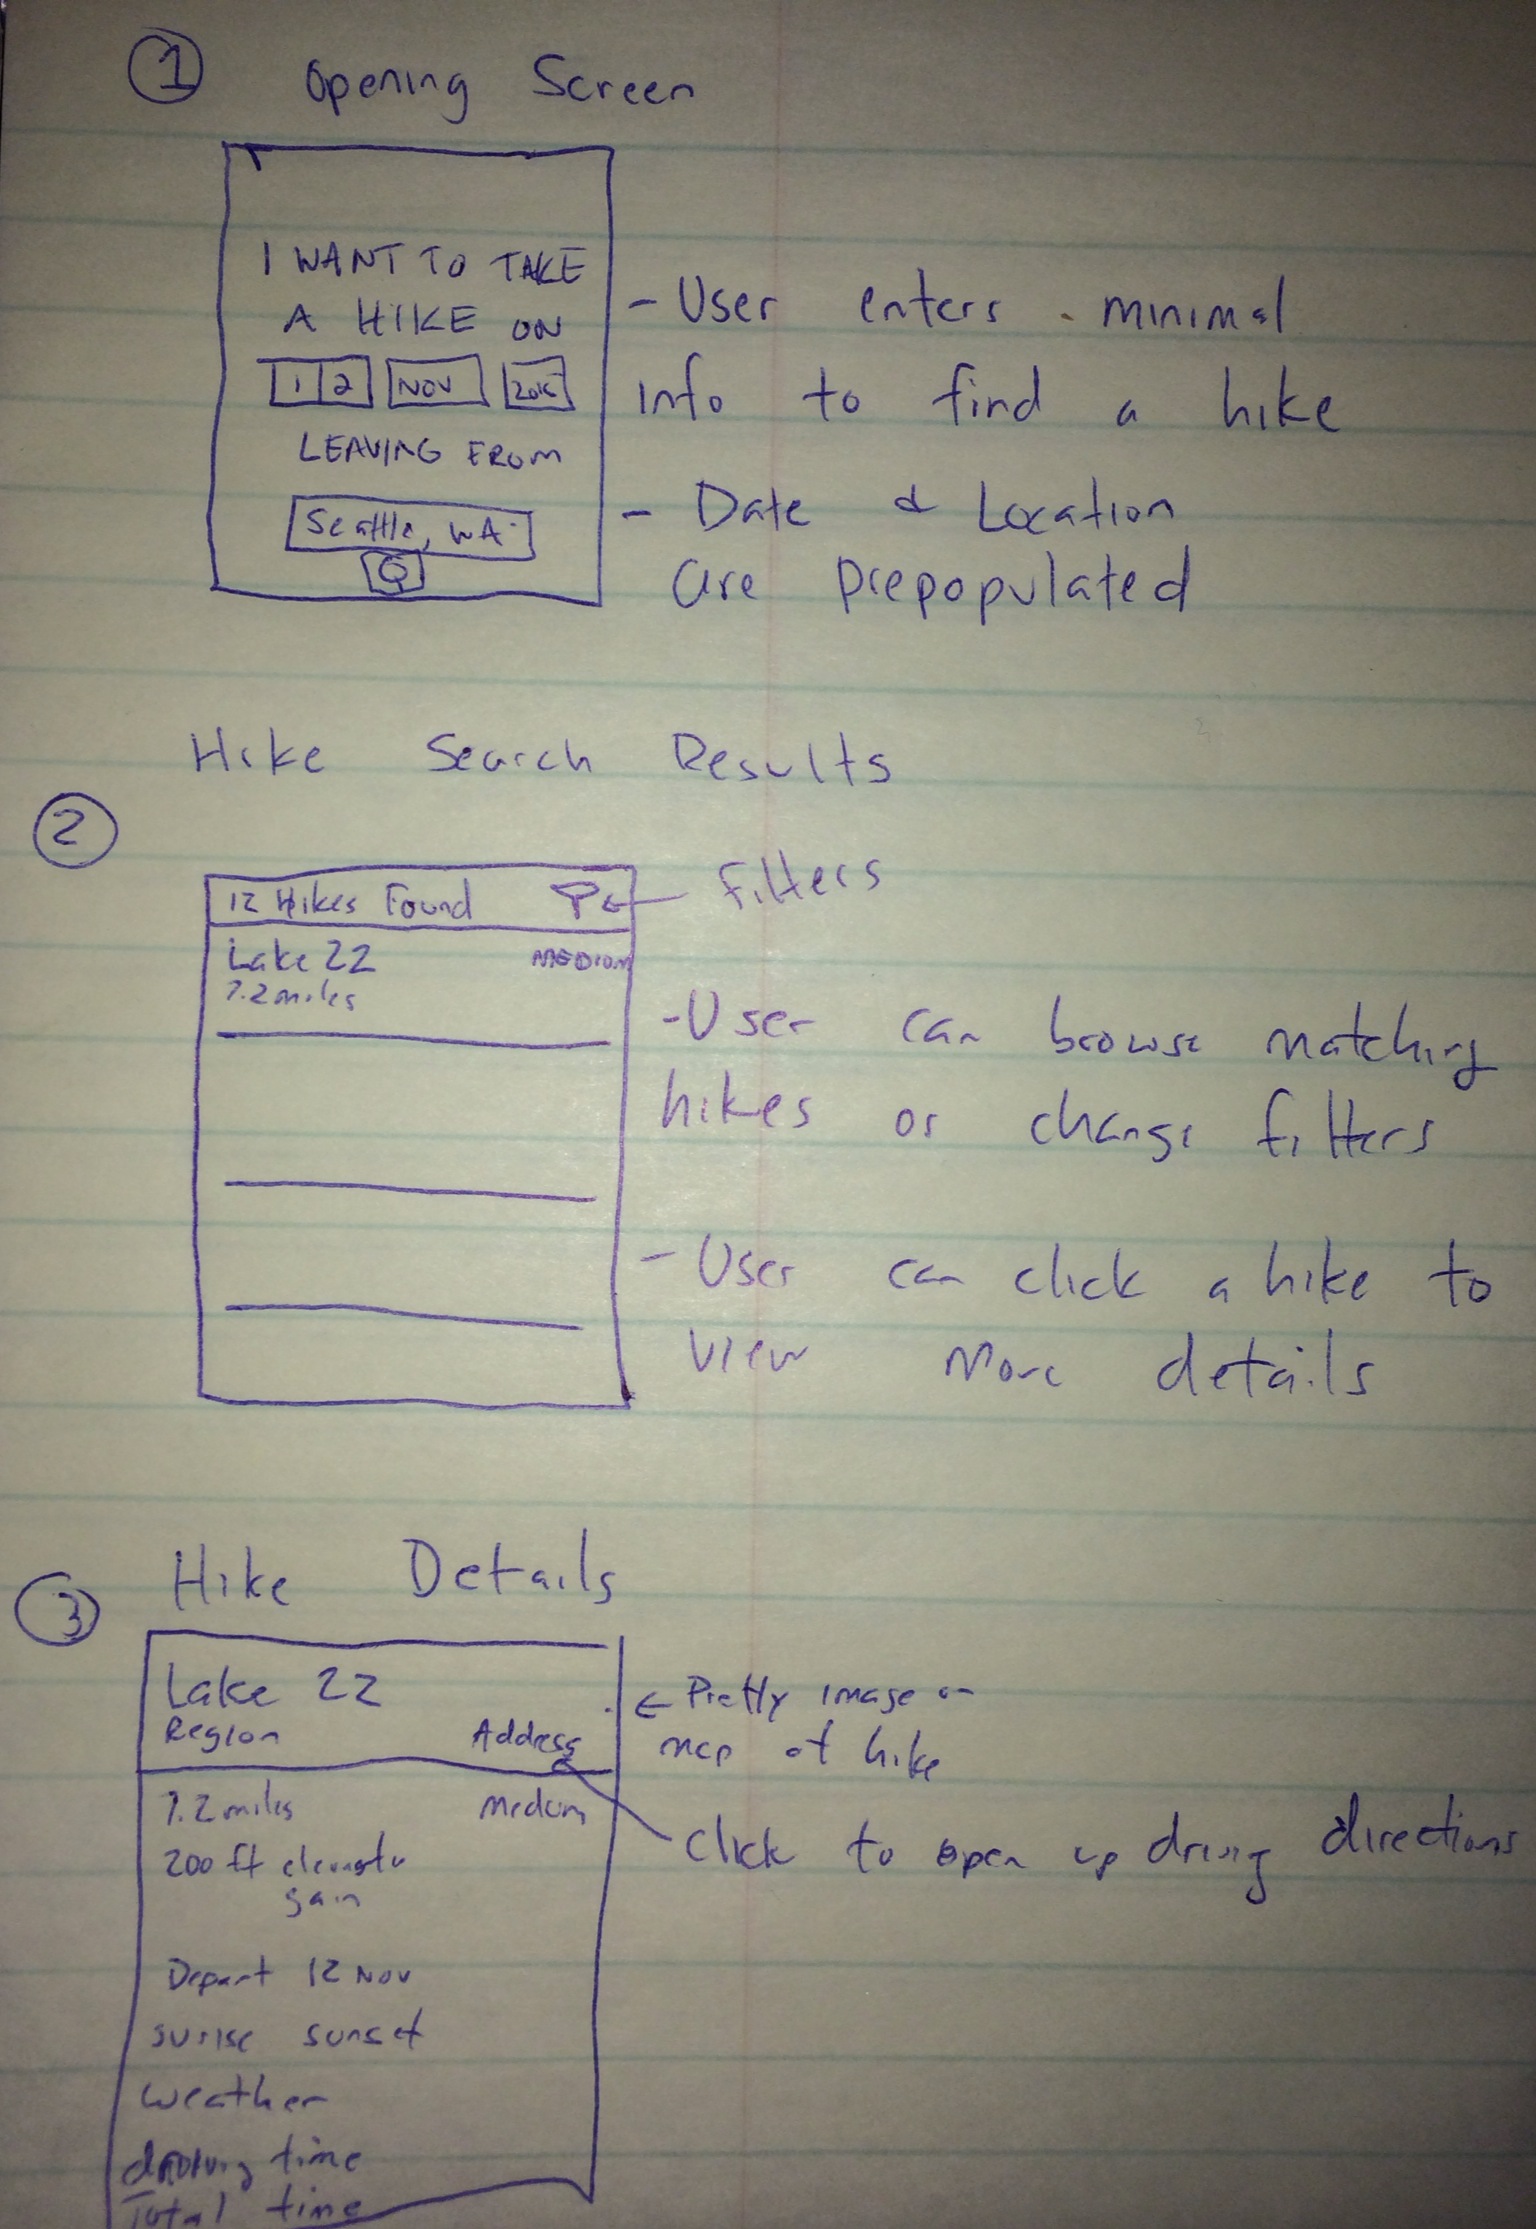 1 Opening Screen
I WANT TO TAKE
A HIKE ON
12 NOV
LEAVING FROM
Seattle, WA
- User enters minimal
info to find a hike
- Date & Location
are prepopulated
Hike Search Results
2
12 Hikes Found
filters
Lake 22 MEDIUM
7.2 miles
- User can browse matching
hikes or change filters
- User can click a hike to
view more details
3 Hike Details
Lake 22
Region Address
← Pretty image or
map of hike
7.2 miles Medium
200 ft elevation
gain
click to open up driving directions
Depart 12 Nov
sunrise sunset
weather
driving time
Total time